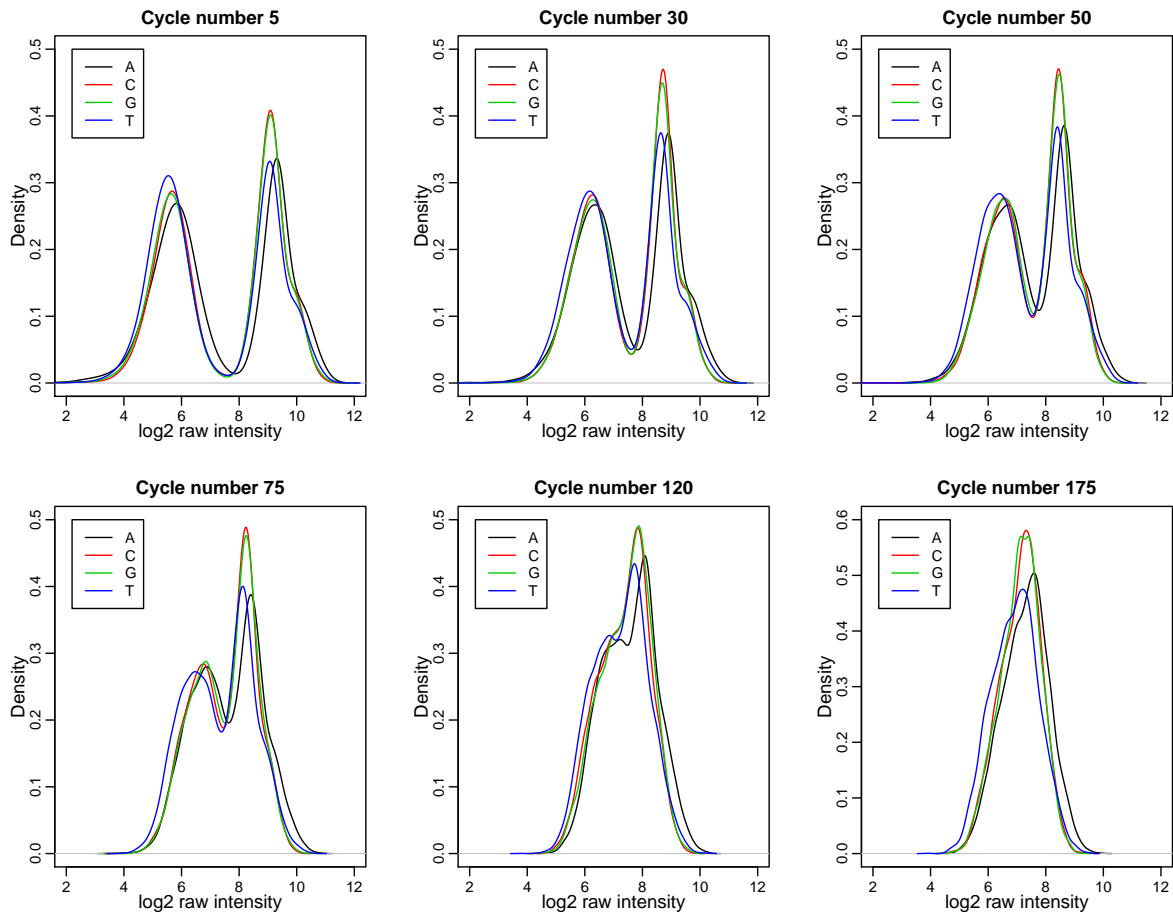 Cycle number 5
0.5
0.4
0.3
0.2
0.1
0.0
Density
A
C
G
T
2 4 6 8 10 12
log2 raw intensity
Cycle number 30
0.5
0.4
0.3
0.2
0.1
0.0
Density
A
C
G
T
2 4 6 8 10 12
log2 raw intensity
Cycle number 50
0.5
0.4
0.3
0.2
0.1
0.0
Density
A
C
G
T
2 4 6 8 10 12
log2 raw intensity
Cycle number 75
0.5
0.4
0.3
0.2
0.1
0.0
Density
A
C
G
T
2 4 6 8 10 12
log2 raw intensity
Cycle number 120
0.5
0.4
0.3
0.2
0.1
0.0
Density
A
C
G
T
2 4 6 8 10 12
log2 raw intensity
Cycle number 175
0.6
0.5
0.4
0.3
0.2
0.1
0.0
Density
A
C
G
T
2 4 6 8 10 12
log2 raw intensity